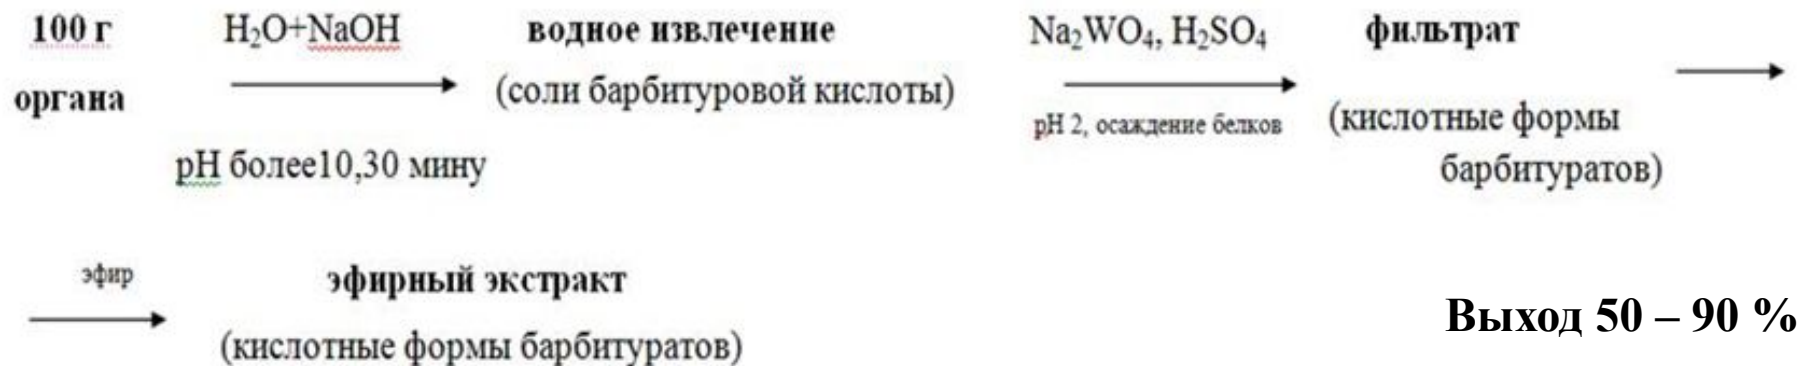 100 г H₂O+NaOH водное извлечение Na₂WO₄, H₂SO₄ фильтрат
органа (соли барбитуровой кислоты) pH 2, осаждение белков (кислотные формы
pH более10,30 мину барбитуратов)
эфир эфирный экстракт
(кислотные формы барбитуратов)
Выход 50 – 90 %